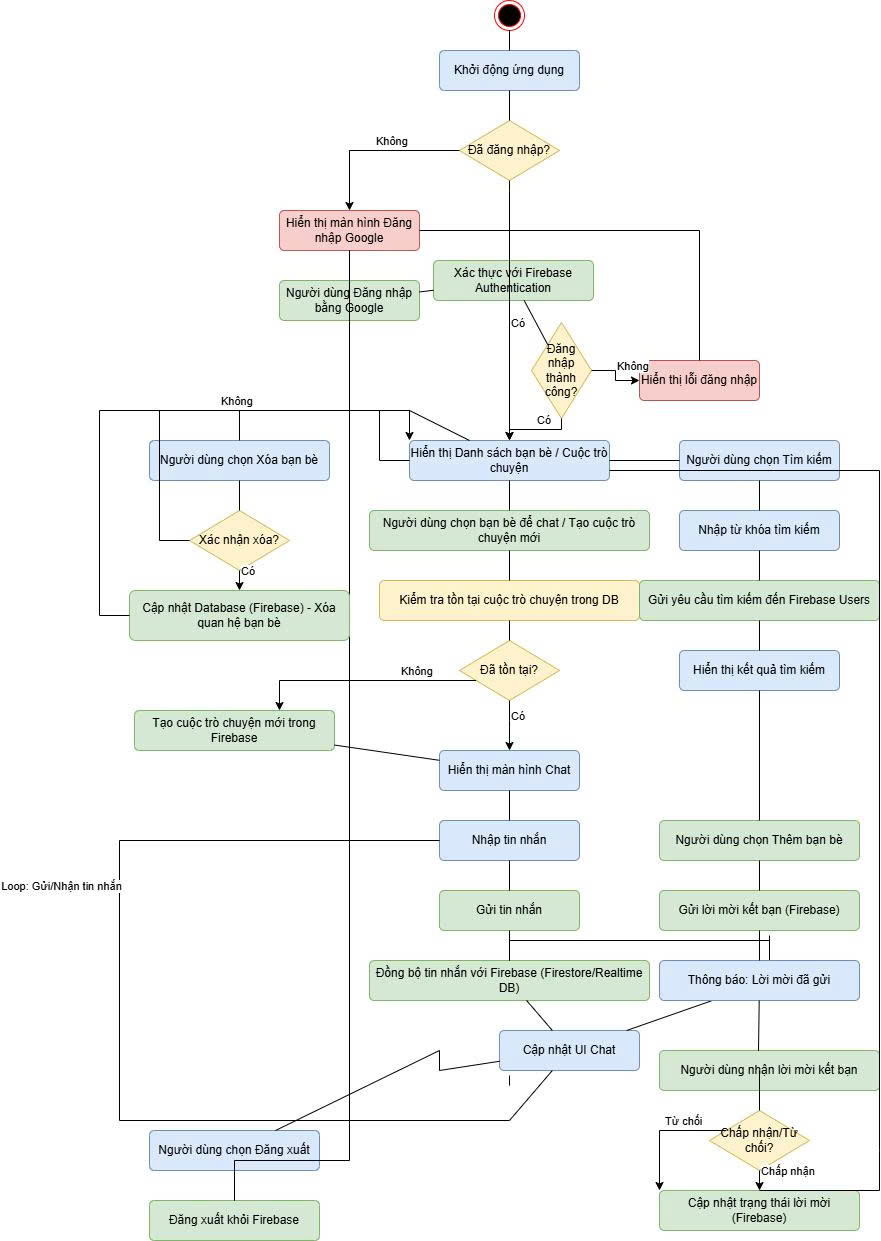 Khởi động ứng dụng
Đã đăng nhập?
Không
Hiển thị màn hình Đăng
nhập Google
Xác thực với Firebase
Authentication
Người dùng Đăng nhập
bằng Google
Có
Đăng
nhập
thành
công?
Không
Hiển thị lỗi đăng nhập
Có
Không
Người dùng chọn Xóa bạn bè
Hiển thị Danh sách bạn bè / Cuộc trò
chuyện
Người dùng chọn Tìm kiếm
Người dùng chọn bạn bè để chat / Tạo cuộc trò
chuyện mới
Nhập từ khóa tìm kiếm
Xác nhận xóa?
Có
Cập nhật Database (Firebase) - Xóa
quan hệ bạn bè
Kiểm tra tồn tại cuộc trò chuyện trong DB
Gửi yêu cầu tìm kiếm đến Firebase Users
Đã tồn tại?
Không
Có
Hiển thị kết quả tìm kiếm
Tạo cuộc trò chuyện mới trong
Firebase
Hiển thị màn hình Chat
Nhập tin nhắn
Người dùng chọn Thêm bạn bè
Loop: Gửi/Nhận tin nhắn
Gửi tin nhắn
Gửi lời mời kết bạn (Firebase)
Đồng bộ tin nhắn với Firebase (Firestore/Realtime
DB)
Thông báo: Lời mời đã gửi
Cập nhật UI Chat
Người dùng nhận lời mời kết bạn
Từ chối
Chấp nhận/Từ
chối?
Chấp nhận
Người dùng chọn Đăng xuất
Đăng xuất khỏi Firebase
Cập nhật trạng thái lời mời
(Firebase)